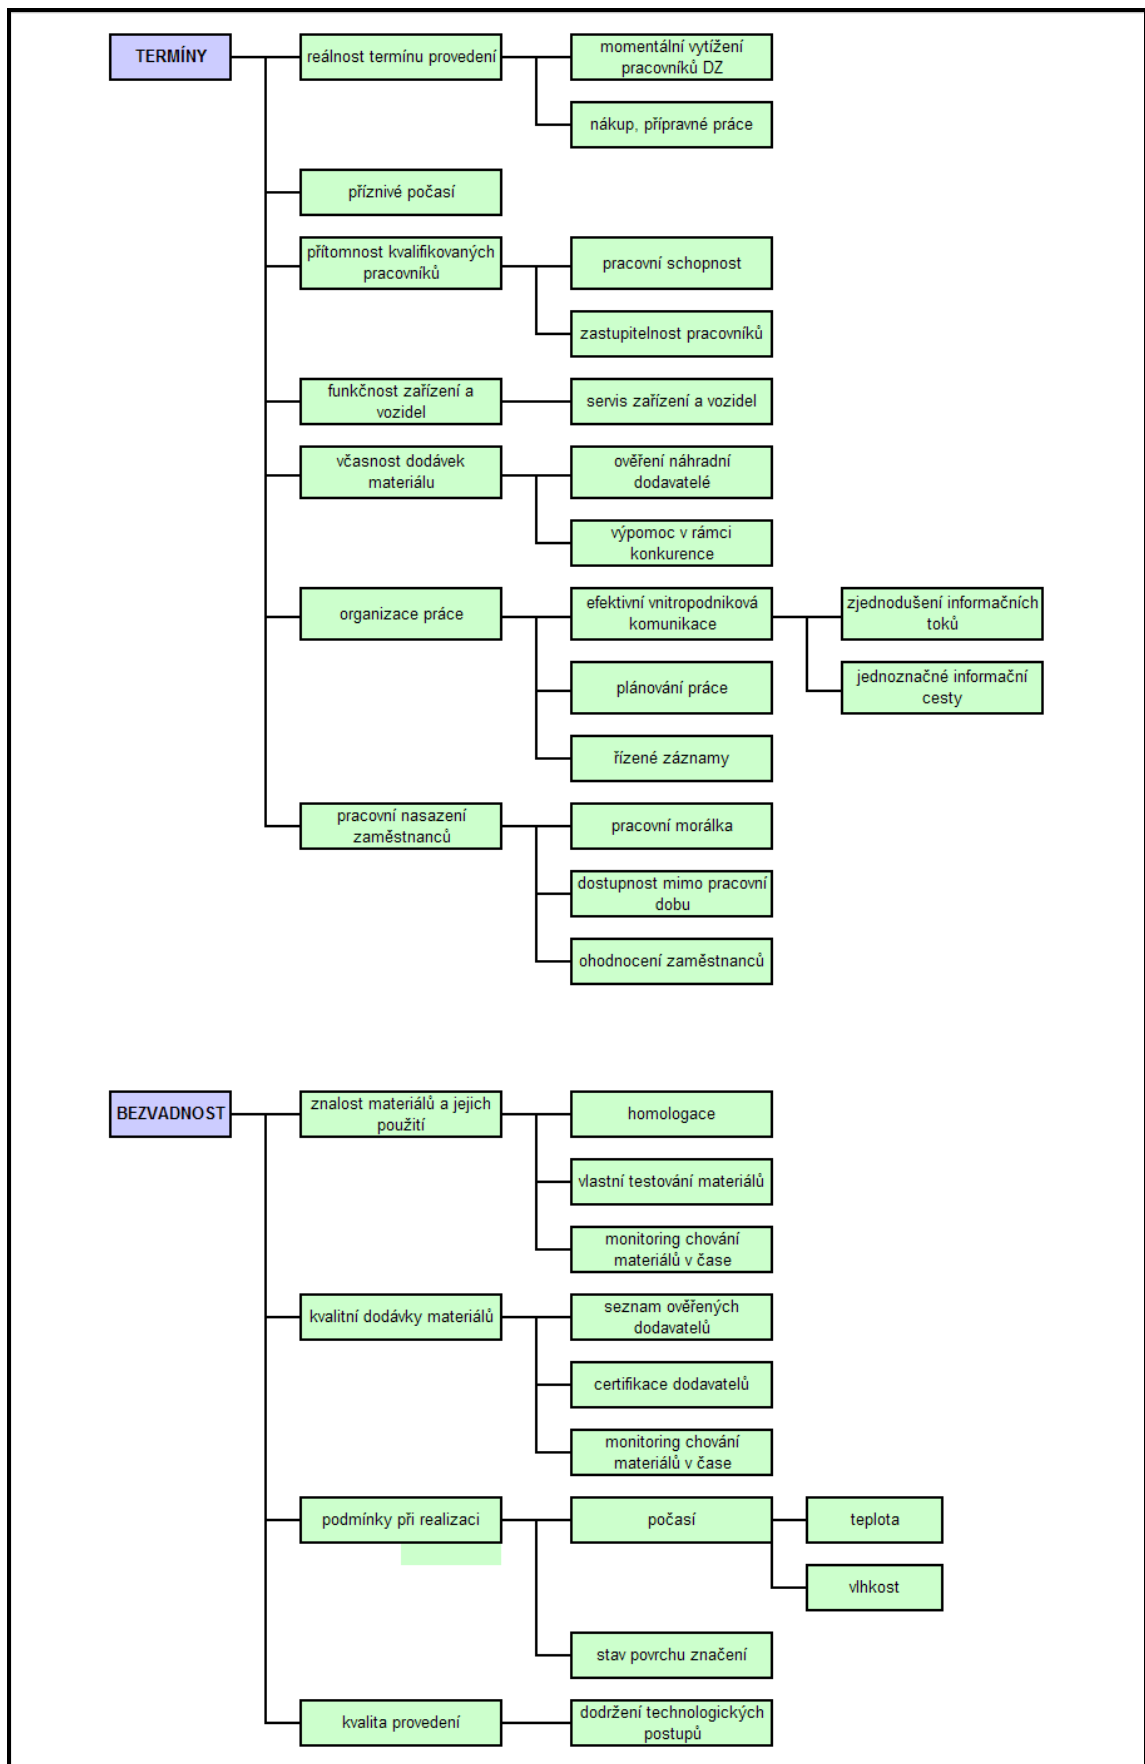 TERMÍNY
reálnost termínu provedení
momentální vytížení
pracovníků DZ
nákup, přípravné práce
příznivé počasí
přítomnost kvalifikovaných
pracovníků
pracovní schopnost
zastupitelnost pracovníků
funkčnost zařízení a
vozidel
servis zařízení a vozidel
včasnost dodávek
materiálu
ověření náhradní
dodavatelé
výpomoc v rámci
konkurence
organizace práce
efektivní vnitropodniková
komunikace
zjednodušení informačních
toků
jednoznačné informační
cesty
plánování práce
řízené záznamy
pracovní nasazení
zaměstnanců
pracovní morálka
dostupnost mimo pracovní
dobu
ohodnocení zaměstnanců
BEZVADNOST
znalost materiálů a jejich
použití
homologace
vlastní testování materiálů
monitoring chování
materiálů v čase
kvalitní dodávky materiálů
seznam ověřených
dodavatelů
certifikace dodavatelů
monitoring chování
materiálů v čase
podmínky při realizaci
počasí
teplota
vlhkost
stav povrchu značení
kvalita provedení
dodržení technologických
postupů